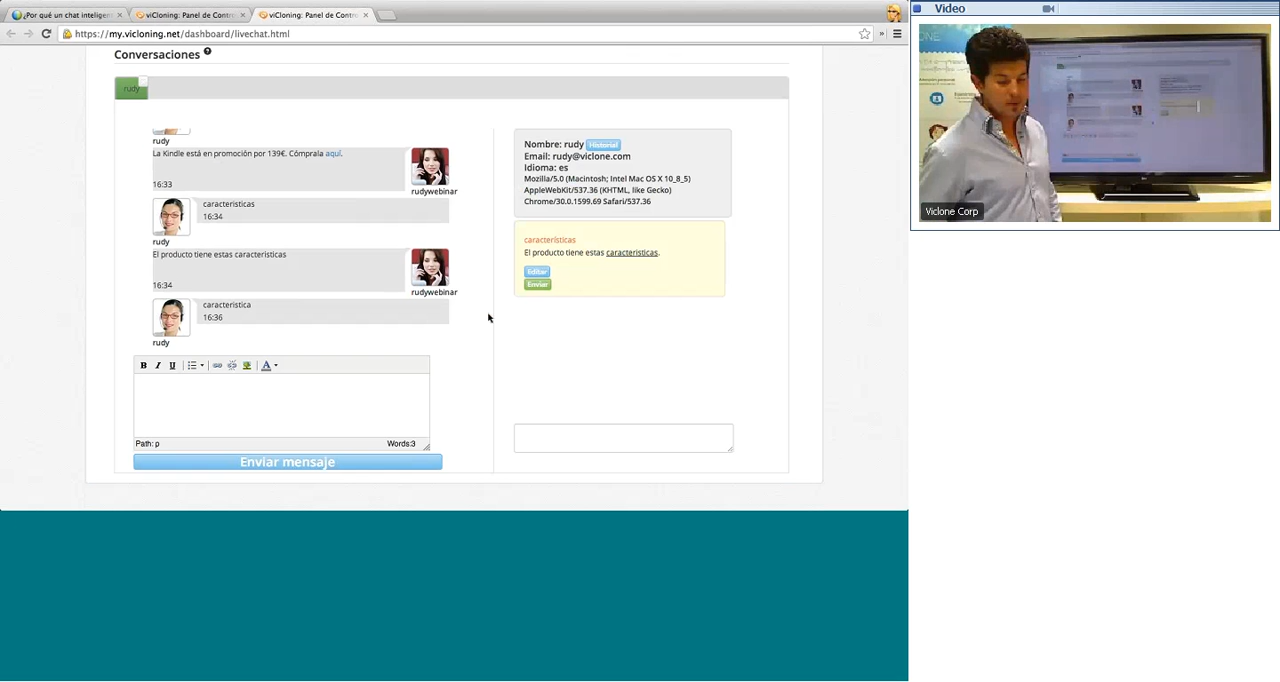 ¿Por qué un chat inteligen
viCloning: Panel de Contr
viCloning: Panel de Contro
Video
https://my.vicloning.net/dashboard/livechat.html
Conversaciones
rudy
rudy
La Kindle está en promoción por 139€. Cómprala aquí.
16:33
rudywebinar
caracteristicas
16:34
rudy
El producto tiene estas caracteristicas
16:34
rudywebinar
caracteristica
16:36
rudy
Path: p
Words:3
Enviar mensaje
Nombre: rudy Historial
Email: rudy@viclone.com
Idioma: es
Mozilla/5.0 (Macintosh; Intel Mac OS X 10_8_5)
AppleWebKit/537.36 (KHTML, like Gecko)
Chrome/30.0.1599.69 Safari/537.36
características
El producto tiene estas caracteristicas.
Editar
Enviar
Viclone Corp